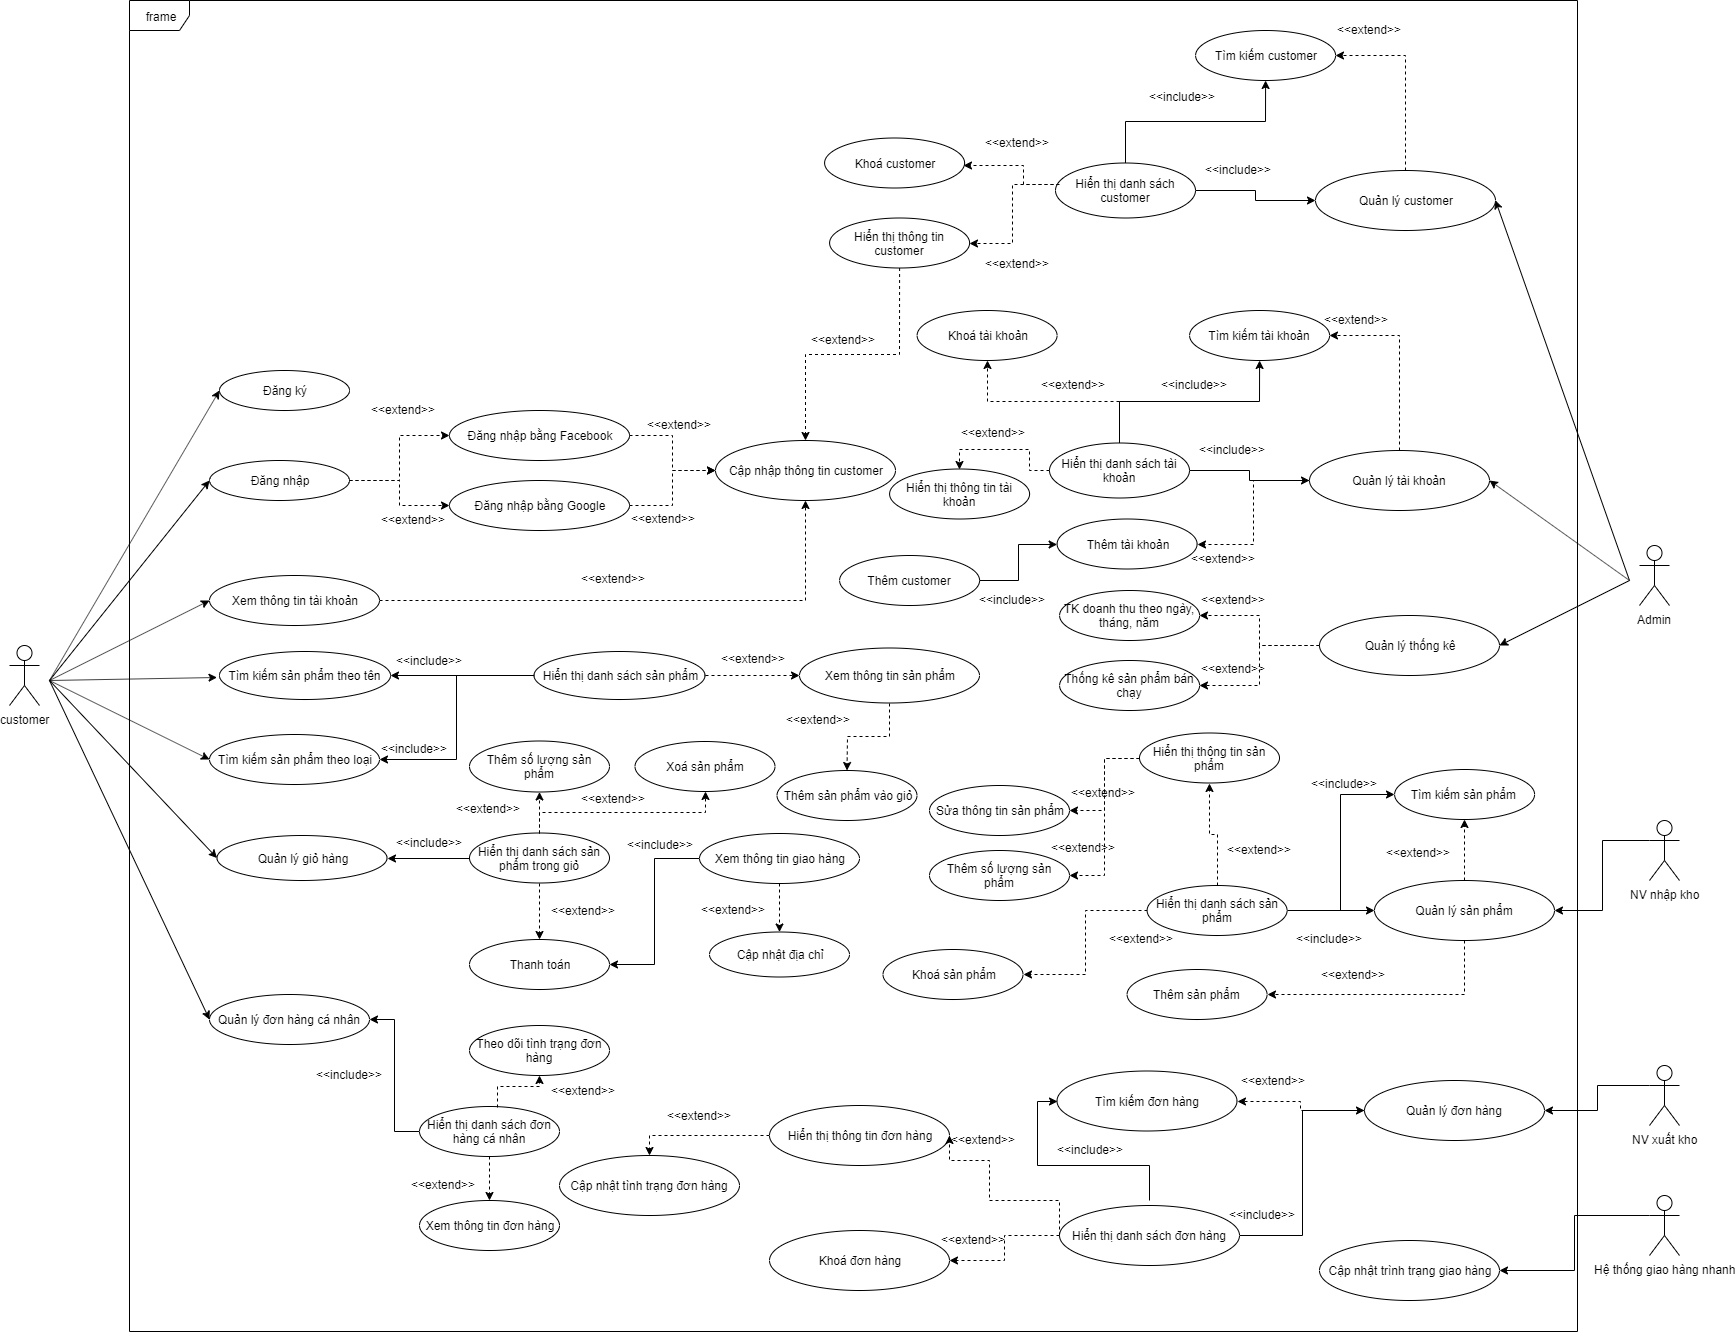 frame
<<extend>>
Tìm kiếm customer
<<include>>
<<extend>>
Khoá customer
<<include>>
Hiển thị danh sách
customer
Quản lý customer
Hiển thị thông tin
customer
<<extend>>
<<extend>>
Khoá tài khoản
Tìm kiếm tài khoản
<<extend>>
<<extend>>
<<include>>
Đăng ký
<<extend>>
Đăng nhập bằng Facebook
<<extend>>
<<extend>>
<<include>>
Đăng nhập
Cập nhập thông tin customer
Hiển thị danh sách tài
khoản
Quản lý tài khoản
Hiển thị thông tin tài
khoản
Đăng nhập bằng Google
<<extend>>
<<extend>>
Thêm tài khoản
<<extend>>
<<extend>>
Thêm customer
<<include>>
Xem thông tin tài khoản
TK doanh thu theo ngày,
tháng, năm
<<extend>>
Admin
Quản lý thống kê
<<extend>>
Thống kê sản phẩm bán
chạy
customer
Tìm kiếm sản phẩm theo tên
<<include>>
Hiển thị danh sách sản phẩm
<<extend>>
Xem thông tin sản phẩm
<<extend>>
Tìm kiếm sản phẩm theo loại
<<include>>
Thêm số lượng sản
phẩm
Xoá sản phẩm
Thêm sản phẩm vào giỏ
Hiển thị thông tin sản
phẩm
<<extend>>
<<extend>>
<<extend>>
Sửa thông tin sản phẩm
<<include>>
Tìm kiếm sản phẩm
Quản lý giỏ hàng
<<include>>
Hiển thị danh sách sản
phẩm trong giỏ
<<include>>
Xem thông tin giao hàng
<<extend>>
Thêm số lượng sản
phẩm
<<extend>>
<<extend>>
NV nhập kho
<<extend>>
<<extend>>
Hiển thị danh sách sản
phẩm
Quản lý sản phẩm
<<extend>>
<<include>>
Thanh toán
Cập nhật địa chỉ
Khoá sản phẩm
<<extend>>
Thêm sản phẩm
Quản lý đơn hàng cá nhân
Theo dõi tình trạng đơn
hàng
<<include>>
<<extend>>
Hiển thị danh sách đơn
hàng cá nhân
<<extend>>
Hiển thị thông tin đơn hàng
<<extend>>
Tìm kiếm đơn hàng
<<extend>>
Quản lý đơn hàng
NV xuất kho
<<include>>
<<extend>>
Cập nhật tình trạng đơn hàng
Xem thông tin đơn hàng
<<include>>
<<extend>>
Hiển thị danh sách đơn hàng
Khoá đơn hàng
Cập nhật trình trạng giao hàng
Hệ thống giao hàng nhanh